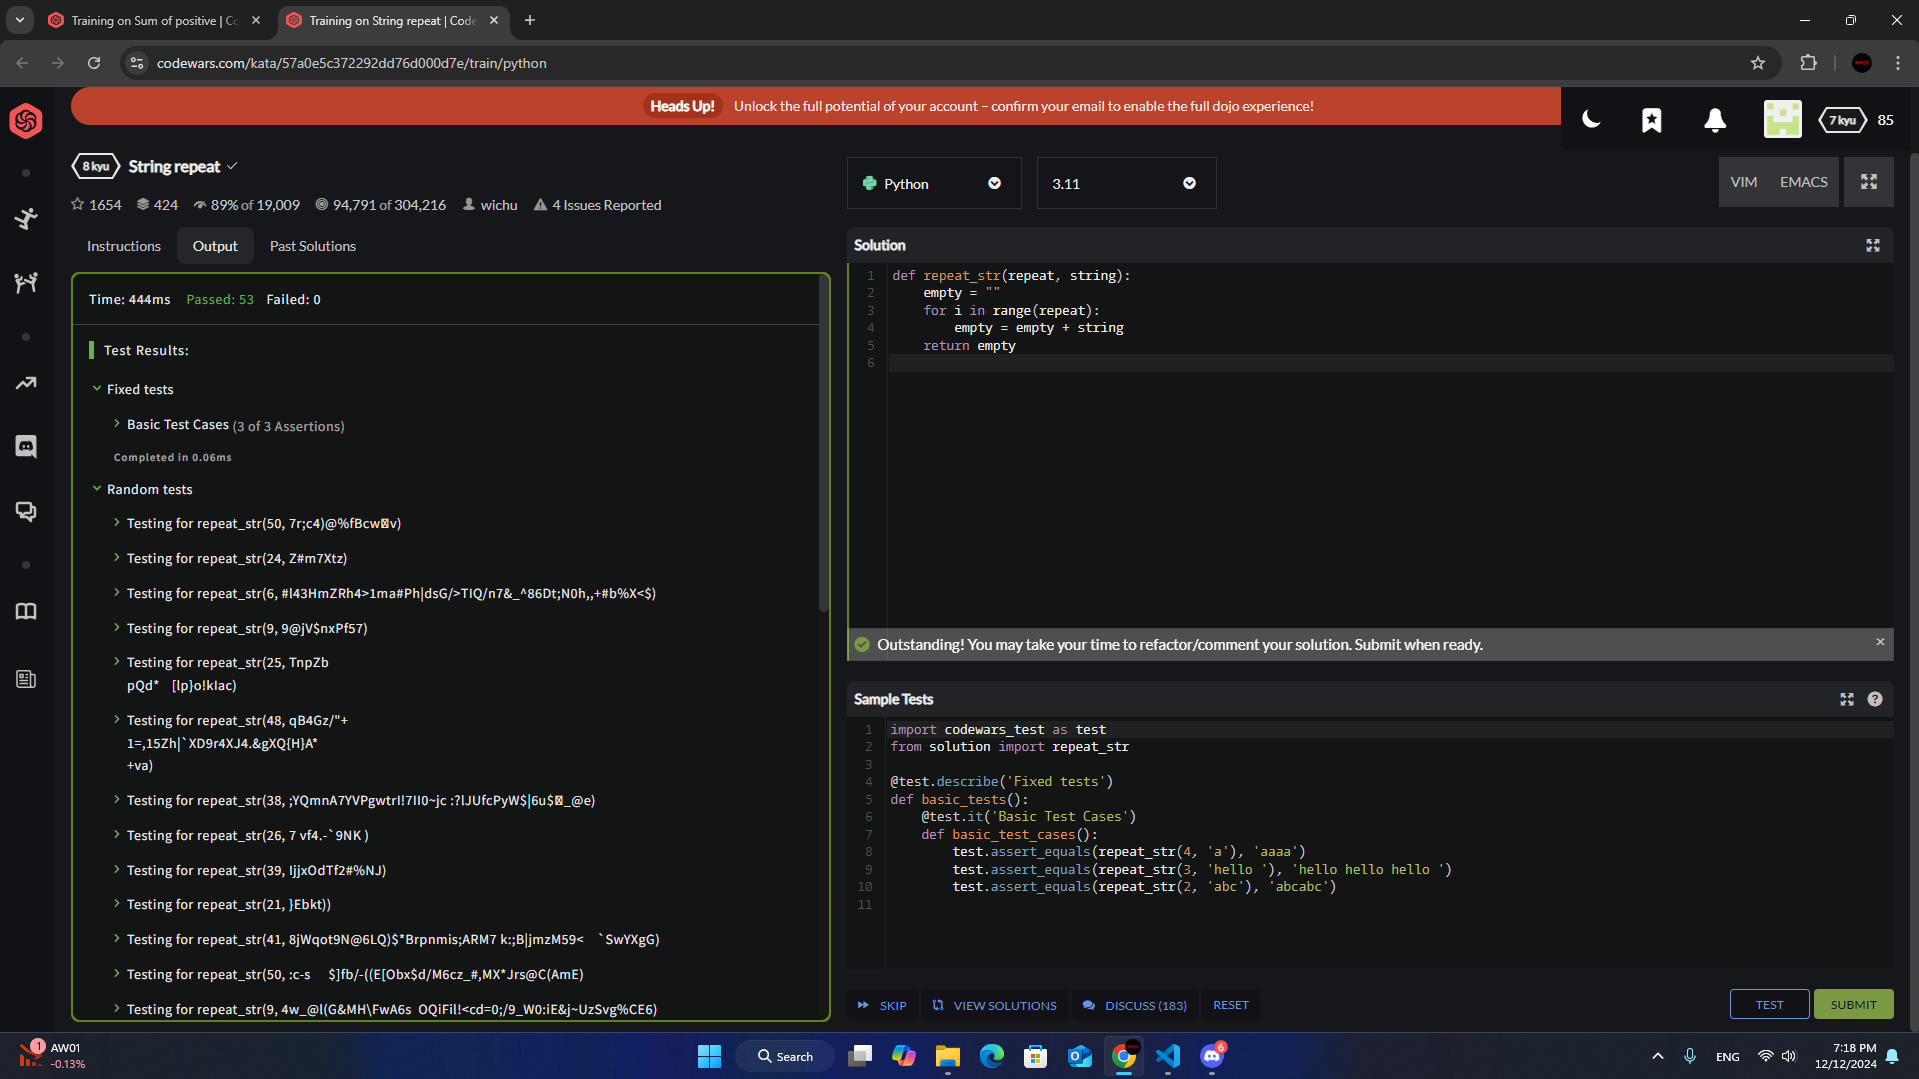 Training on Sum of positive | Co
Training on String repeat | Code
codewars.com/kata/57a0e5c372292dd76d000d7e/train/python
Heads Up! Unlock the full potential of your account – confirm your email to enable the full dojo experience!
7 kyu 85
8 kyu String repeat
1654 424 89% of 19,009 94,791 of 304,216 wichu 4 Issues Reported
Instructions Output Past Solutions
Time: 444ms Passed: 53 Failed: 0
Test Results:
Fixed tests
Basic Test Cases (3 of 3 Assertions)
Completed in 0.06ms
Random tests
Testing for repeat_str(50, 7r;c4)@%fBcwv)
Testing for repeat_str(24, Z#m7Xtz)
Testing for repeat_str(6, #l43HmZRh4>1ma#Ph|dsG/>TIQ/n7&_^86Dt;N0h,,+#b%X<$)
Testing for repeat_str(9, 9@jV$nxPf57)
Testing for repeat_str(25, TnpZb
pQd* [lp}o!kIac)
Testing for repeat_str(48, qB4Gz/"+
1=,15Zh|`XD9r4XJ4.&gXQ{H}A*
+va)
Testing for repeat_str(38, ;YQmnA7YVPgwtrI!7II0~jc :?lJUfcPyW$|6u$_@e)
Testing for repeat_str(26, 7 vf4.-`9NK )
Testing for repeat_str(39, IjjxOdTf2#%NJ)
Testing for repeat_str(21, }Ebkt))
Testing for repeat_str(41, 8jWqot9N@6LQ)$*Brpnmis;ARM7 k:;B|jmzM59< `SwYXgG)
Testing for repeat_str(50, :c-s $]fb/-((E[Obx$d/M6cz_#,MX*Jrs@C(AmE)
Testing for repeat_str(9, 4w_@l(G&MH\FwA6s OQiFil!<cd=0;/9_W0:iE&j~UzSvg%CE6)
Python 3.11
VIM EMACS
Solution
1 def repeat_str(repeat, string):
2 empty = ""
3 for i in range(repeat):
4 empty = empty + string
5 return empty
6
Outstanding! You may take your time to refactor/comment your solution. Submit when ready.
Sample Tests
1 import codewars_test as test
2 from solution import repeat_str
3
4 @test.describe('Fixed tests')
5 def basic_tests():
6 @test.it('Basic Test Cases')
7 def basic_test_cases():
8 test.assert_equals(repeat_str(4, 'a'), 'aaaa')
9 test.assert_equals(repeat_str(3, 'hello '), 'hello hello hello ')
10 test.assert_equals(repeat_str(2, 'abc'), 'abcabc')
11
SKIP VIEW SOLUTIONS DISCUSS (183) RESET TEST SUBMIT
1 AW01
-0.13%
Search
6
ENG
7:18 PM
12/12/2024